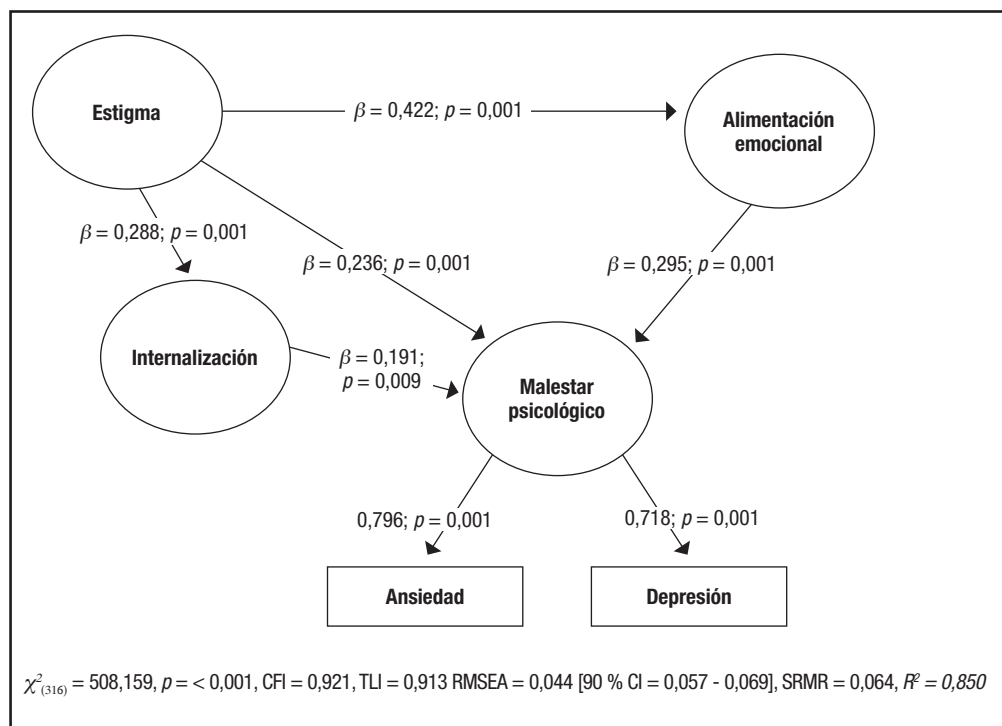 Estigma
β = 0,422; p = 0,001
Alimentación
emocional
β = 0,288; p = 0,001
β = 0,236; p = 0,001
β = 0,295; p = 0,001
Internalización
β = 0,191;
p = 0,009
Malestar
psicológico
0,796; p = 0,001
0,718; p = 0,001
Ansiedad
Depresión
χ²(316) = 508,159, p = < 0,001, CFI = 0,921, TLI = 0,913 RMSEA = 0,044 [90 % CI = 0,057 - 0,069], SRMR = 0,064, R² = 0,850